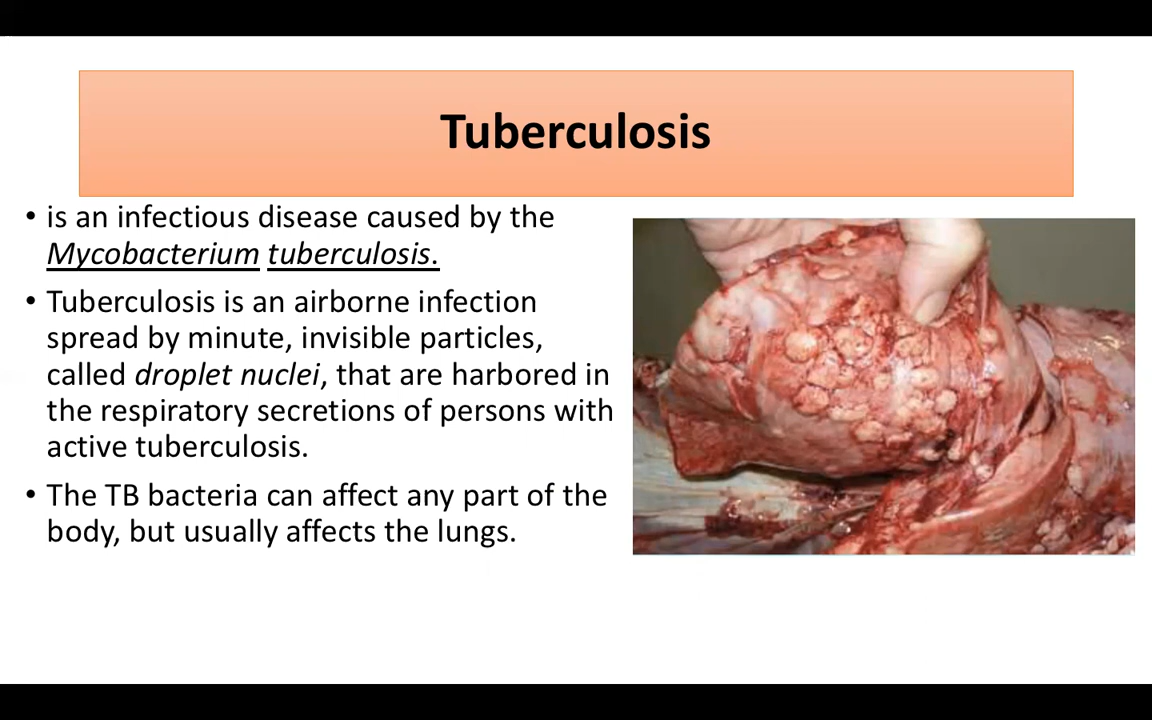 Tuberculosis
• is an infectious disease caused by the
Mycobacterium tuberculosis.
• Tuberculosis is an airborne infection
spread by minute, invisible particles,
called droplet nuclei, that are harbored in
the respiratory secretions of persons with
active tuberculosis.
• The TB bacteria can affect any part of the
body, but usually affects the lungs.